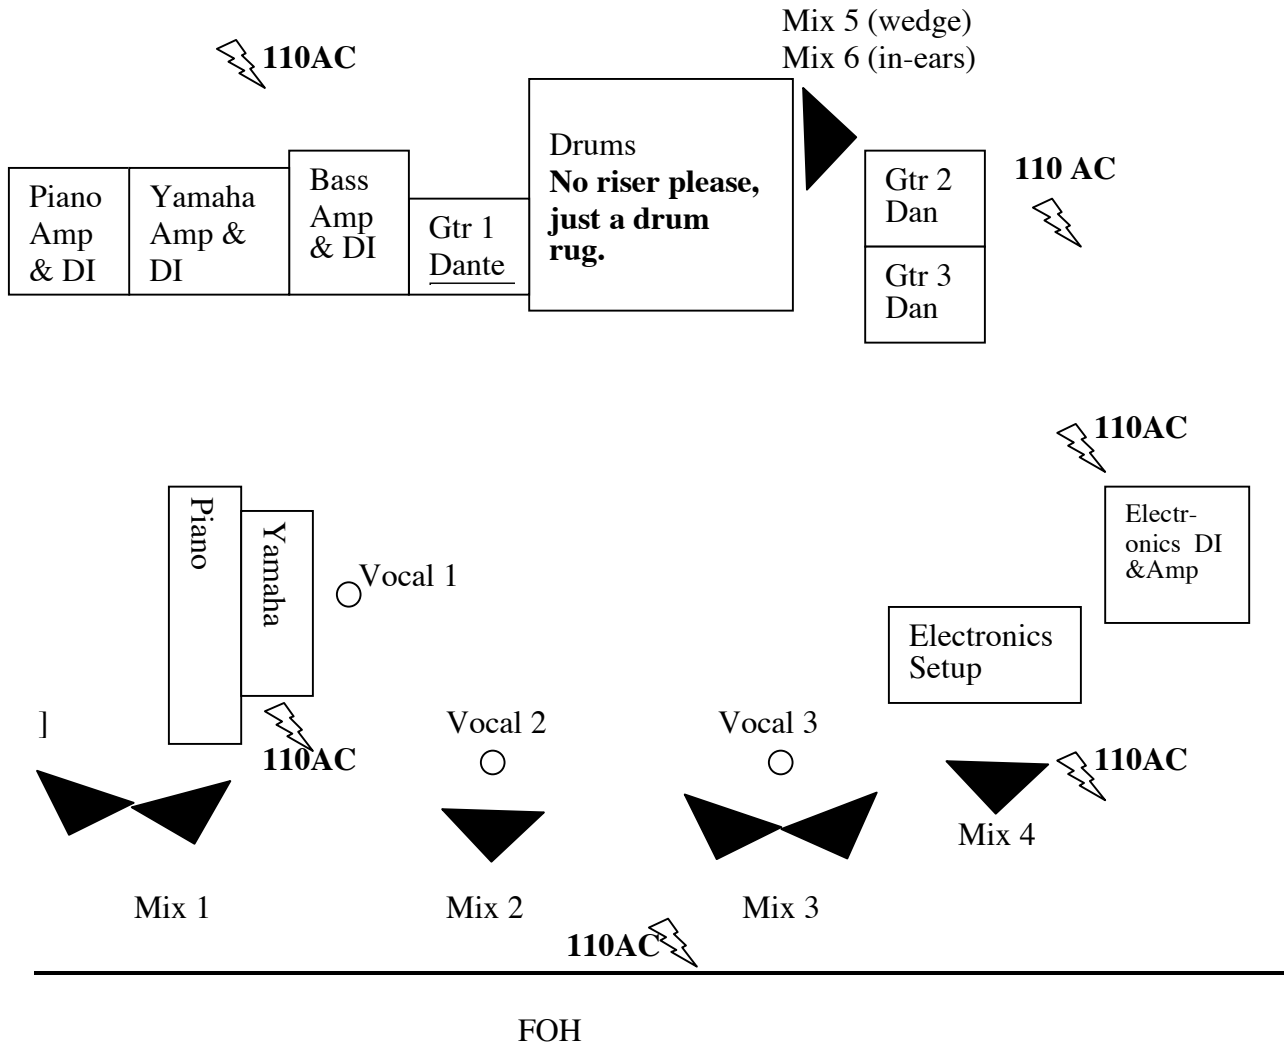 Mix 5 (wedge)
Mix 6 (in-ears)
110AC
Piano
Amp
& DI
Yamaha
Amp &
DI
Bass
Amp
& DI
Gtr 1
Dante
Drums
No riser please,
just a drum
rug.
Gtr 2
Dan
Gtr 3
Dan
110 AC
110AC
Piano
Yamaha
Vocal 1
Electr-
onics DI
&Amp
Electronics
Setup
]
110AC
Vocal 2
Vocal 3
110AC
Mix 4
Mix 1
Mix 2
Mix 3
110AC
FOH